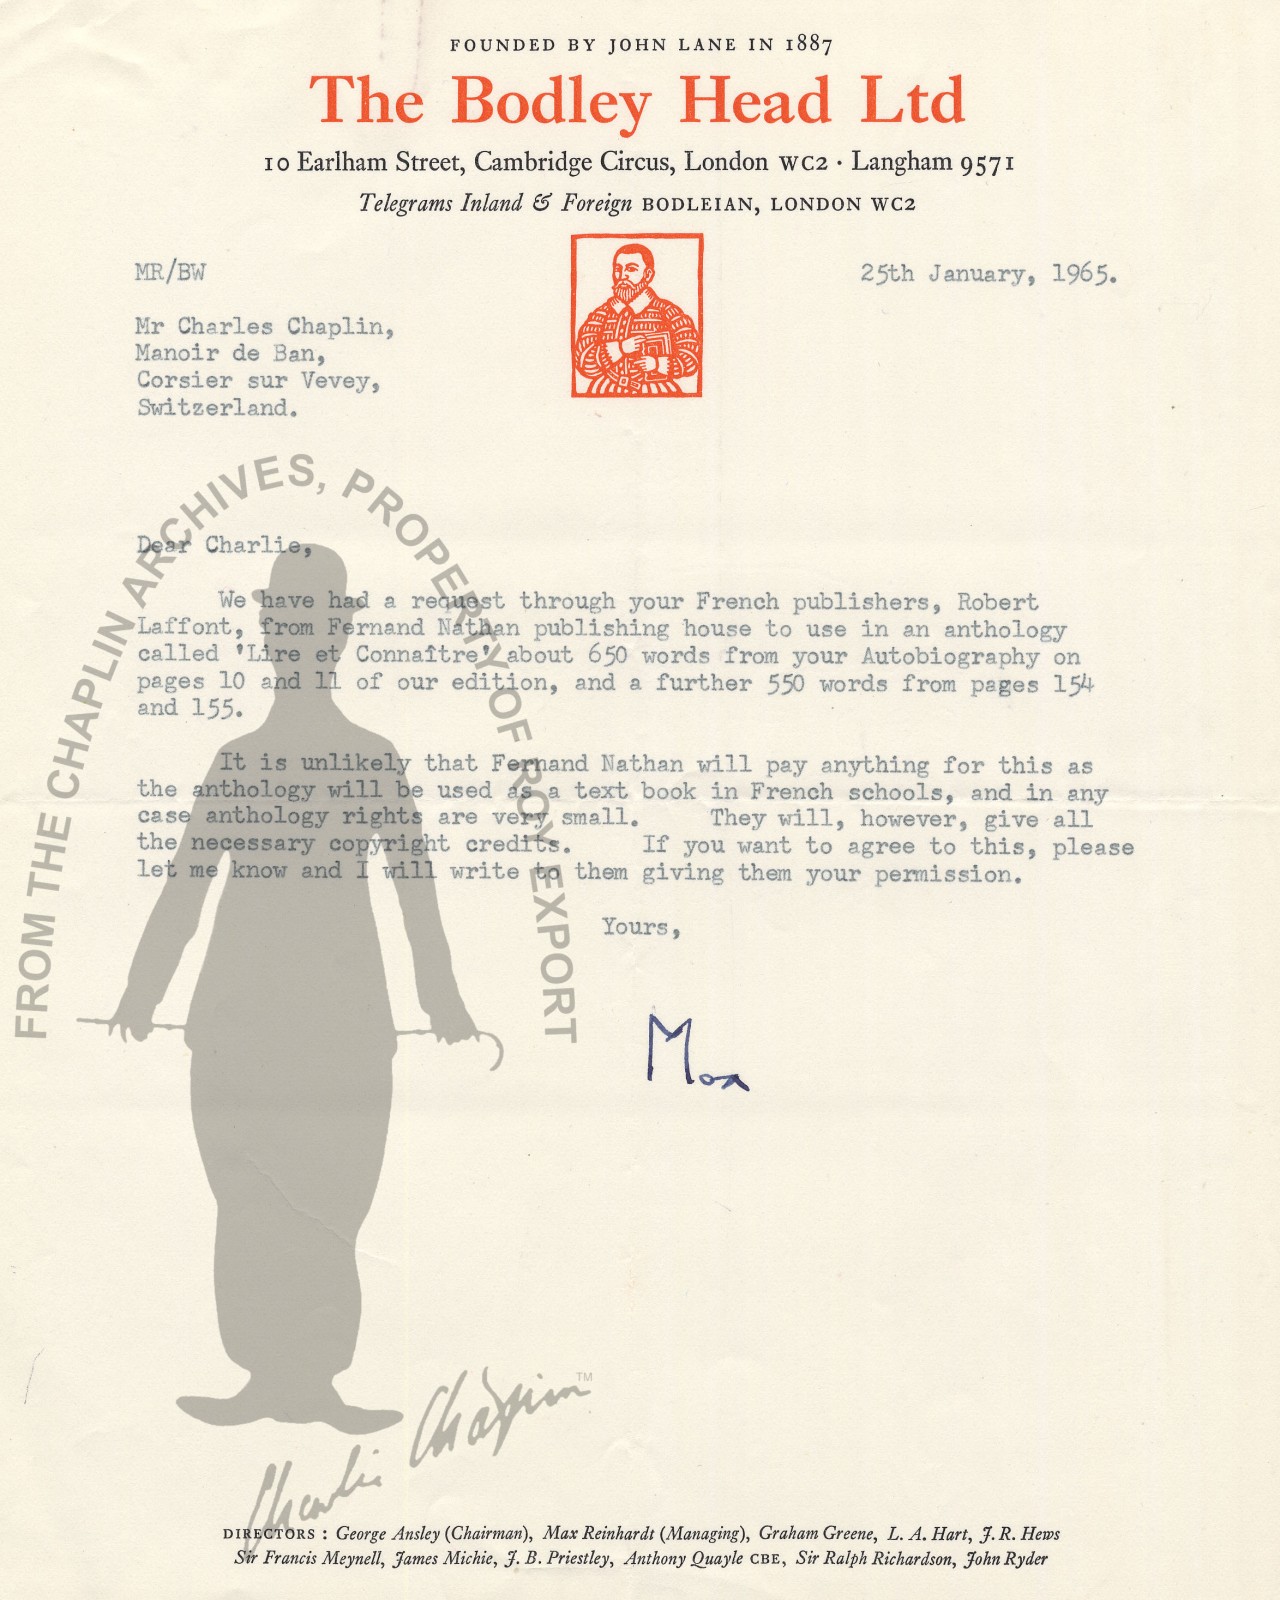 FOUNDED BY JOHN LANE IN 1887
The Bodley Head Ltd
10 Earlham Street, Cambridge Circus, London WC2 · Langham 9571
Telegrams Inland & Foreign BODLEIAN, LONDON WC2
MR/BW
25th January, 1965.
Mr Charles Chaplin,
Manoir de Ban,
Corsier sur Vevey,
Switzerland.
FROM THE CHAPLIN ARCHIVES, PROPERTY OF ROY EXPORT
Dear Charlie,
We have had a request through your French publishers, Robert
Laffont, from Fernand Nathan publishing house to use in an anthology
called 'Lire et Connaître' about 650 words from your Autobiography on
pages 10 and 11 of our edition, and a further 550 words from pages 154
and 155.
It is unlikely that Fernand Nathan will pay anything for this as
the anthology will be used as a text book in French schools, and in any
case anthology rights are very small. They will, however, give all
the necessary copyright credits. If you want to agree to this, please
let me know and I will write to them giving them your permission.
Yours,
Max
Charlie Chaplin ™
DIRECTORS : George Ansley (Chairman), Max Reinhardt (Managing), Graham Greene, L. A. Hart, J. R. Hews
Sir Francis Meynell, James Michie, J. B. Priestley, Anthony Quayle CBE, Sir Ralph Richardson, John Ryder